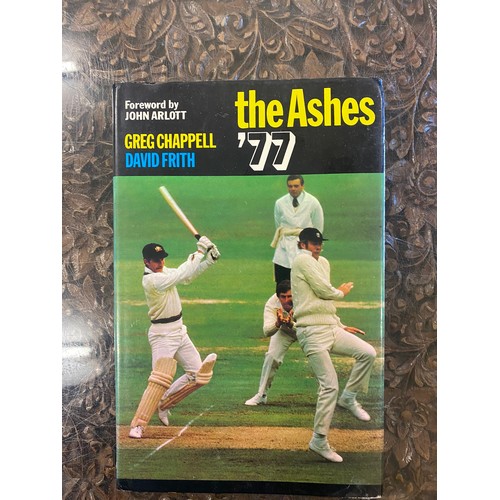 Foreword by
JOHN ARLOTT
the Ashes
'77
GREG CHAPPELL
DAVID FRITH